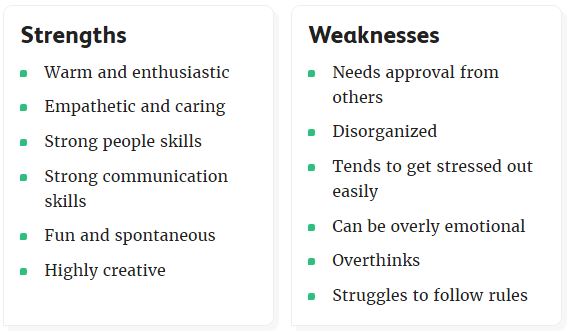 Strengths
Warm and enthusiastic
Empathetic and caring
Strong people skills
Strong communication
skills
Fun and spontaneous
Highly creative
Weaknesses
Needs approval from
others
Disorganized
Tends to get stressed out
easily
Can be overly emotional
Overthinks
Struggles to follow rules